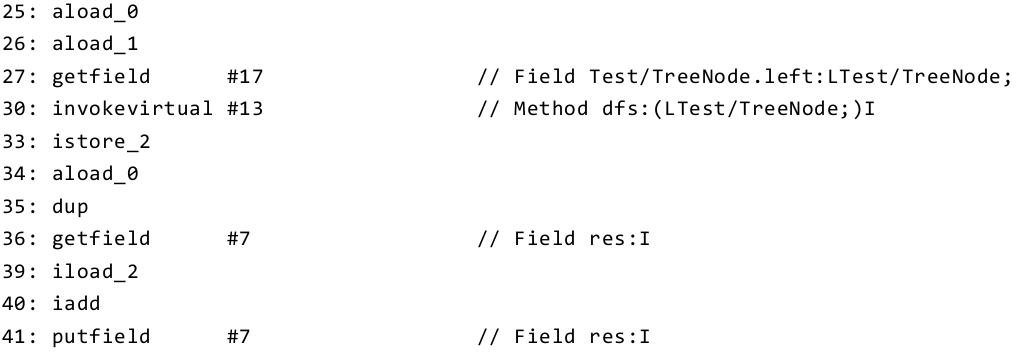 25: aload_0
26: aload_1
27: getfield      #17                 // Field Test/TreeNode.left:LTest/TreeNode;
30: invokevirtual #13                 // Method dfs:(LTest/TreeNode;)I
33: istore_2
34: aload_0
35: dup
36: getfield      #7                  // Field res:I
39: iload_2
40: iadd
41: putfield      #7                  // Field res:I